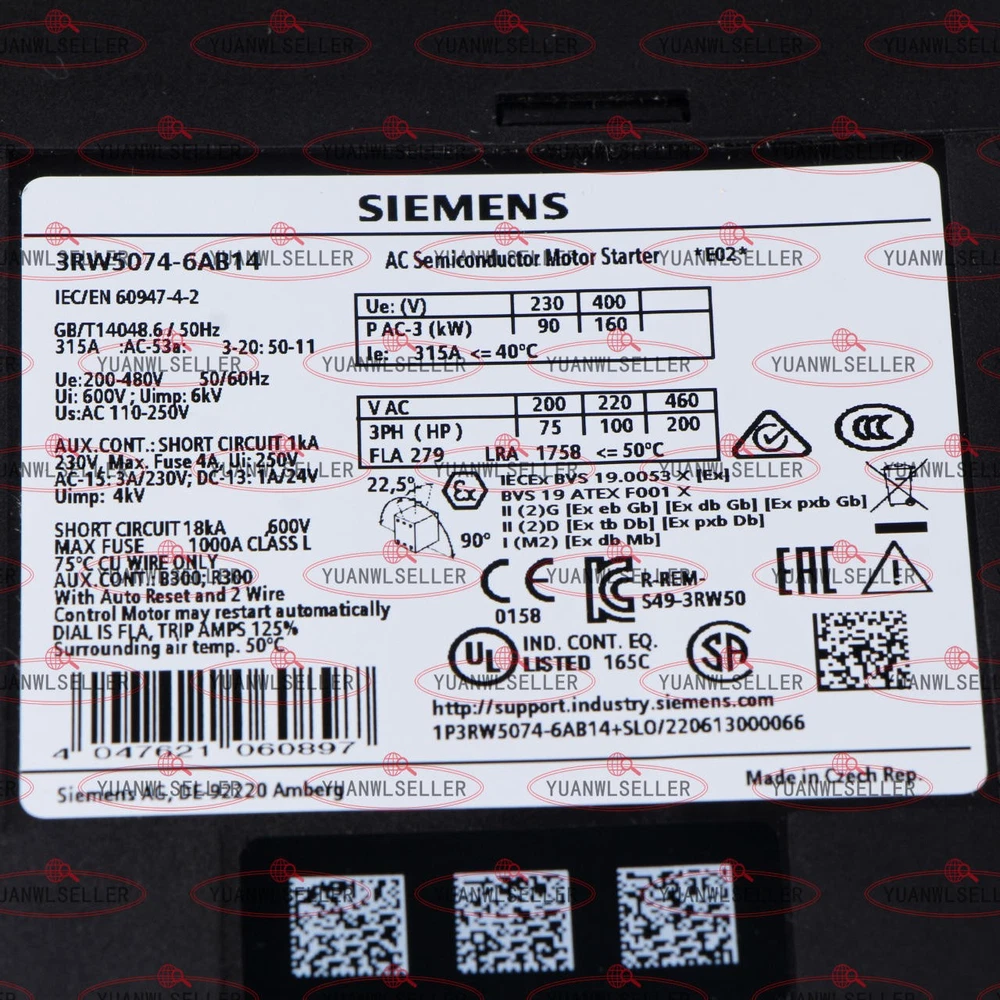 SIEMENS
3RW5074-6AB14
AC Semiconductor Motor Starter *E02*
IEC/EN 60947-4-2
GB/T14048.6 / 50Hz
315A :AC-53a: 3-20: 50-11
Ue:200-480V 50/60Hz
Ui: 600V ; Uimp: 6kV
Us:AC 110-250V
AUX.CONT.: SHORT CIRCUIT 1kA
230V, Max. Fuse 4A, Ui: 250V
AC-15: 3A/230V; DC-13: 1A/24V
Uimp: 4kV
SHORT CIRCUIT 18kA 600V
MAX FUSE 1000A CLASS L
75°C CU WIRE ONLY
AUX.CONT.: B300; R300
With Auto Reset and 2 Wire
Control Motor may restart automatically
DIAL IS FLA, TRIP AMPS 125%
Surrounding air temp. 50°C
Ue: (V) 230 400
P AC-3 (kW) 90 160
Ie: 315A <= 40°C
V AC 200 220 460
3PH ( HP ) 75 100 200
FLA 279 LRA 1758 <= 50°C
22,5°
90°
Ex
IECEx BVS 19.0053 X [Ex]
BVS 19 ATEX F001 X
II (2)G [Ex eb Gb] [Ex db Gb] [Ex pxb Gb]
II (2)D [Ex tb Db] [Ex pxb Db]
I (M2) [Ex db Mb]
CE
0158
R-REM-
S49-3RW50
EAC
UL
IND. CONT. EQ.
LISTED 165C
http://support.industry.siemens.com
1P3RW5074-6AB14+SLO/220613000066
4 047621 060897
Siemens AG, DE-92220 Amberg
Made in Czech Rep.
YUANWLSELLER